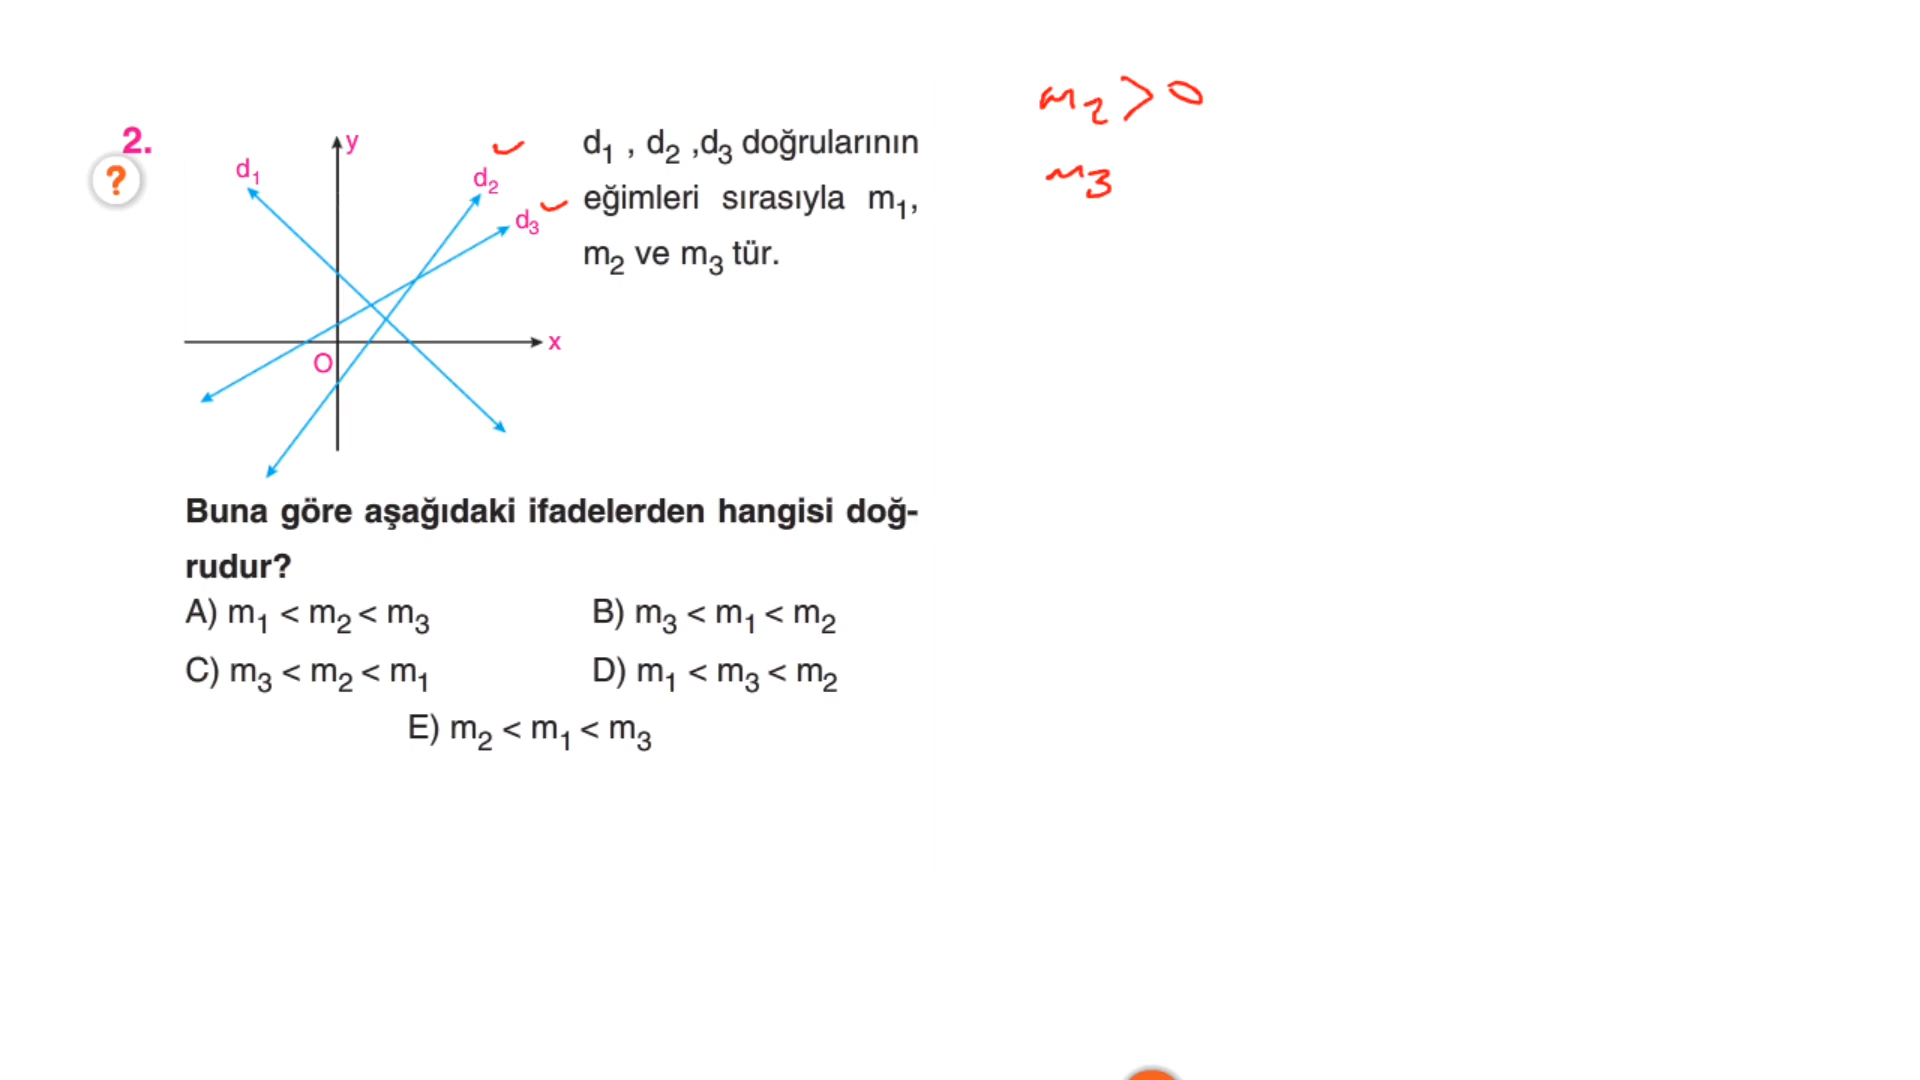 2.
?
y
d1
d2
d3
x
O
d1 , d2 ,d3 doğrularının
eğimleri sırasıyla m1,
m2 ve m3 tür.
m2 > 0
m3
Buna göre aşağıdaki ifadelerden hangisi doğ-
rudur?
A) m1 < m2 < m3
B) m3 < m1 < m2
C) m3 < m2 < m1
D) m1 < m3 < m2
E) m2 < m1 < m3